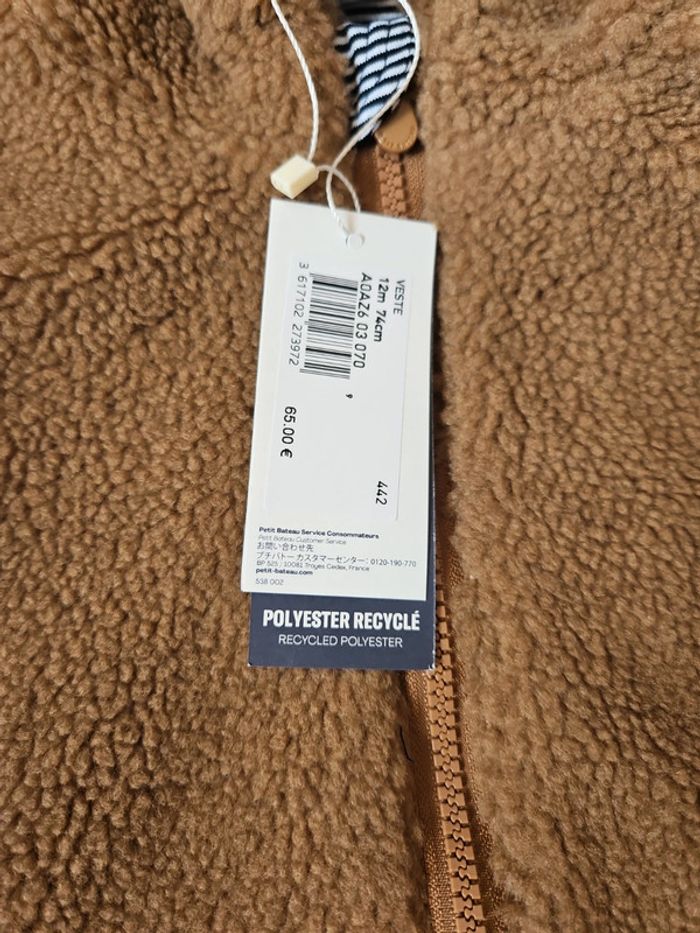 VESTE
12m 74cm
A0AZ6 03 070
3 617102 273972
9
65.00 €
442
Petit Bateau Service Consommateurs
Petit Bateau Customer Service
お問い合わせ先
プチバトー カスタマーセンター: 0120-190-770
BP 525 / 10081 Troyes Cedex, France
petit-bateau.com
538 002
POLYESTER RECYCLÉ
RECYCLED POLYESTER